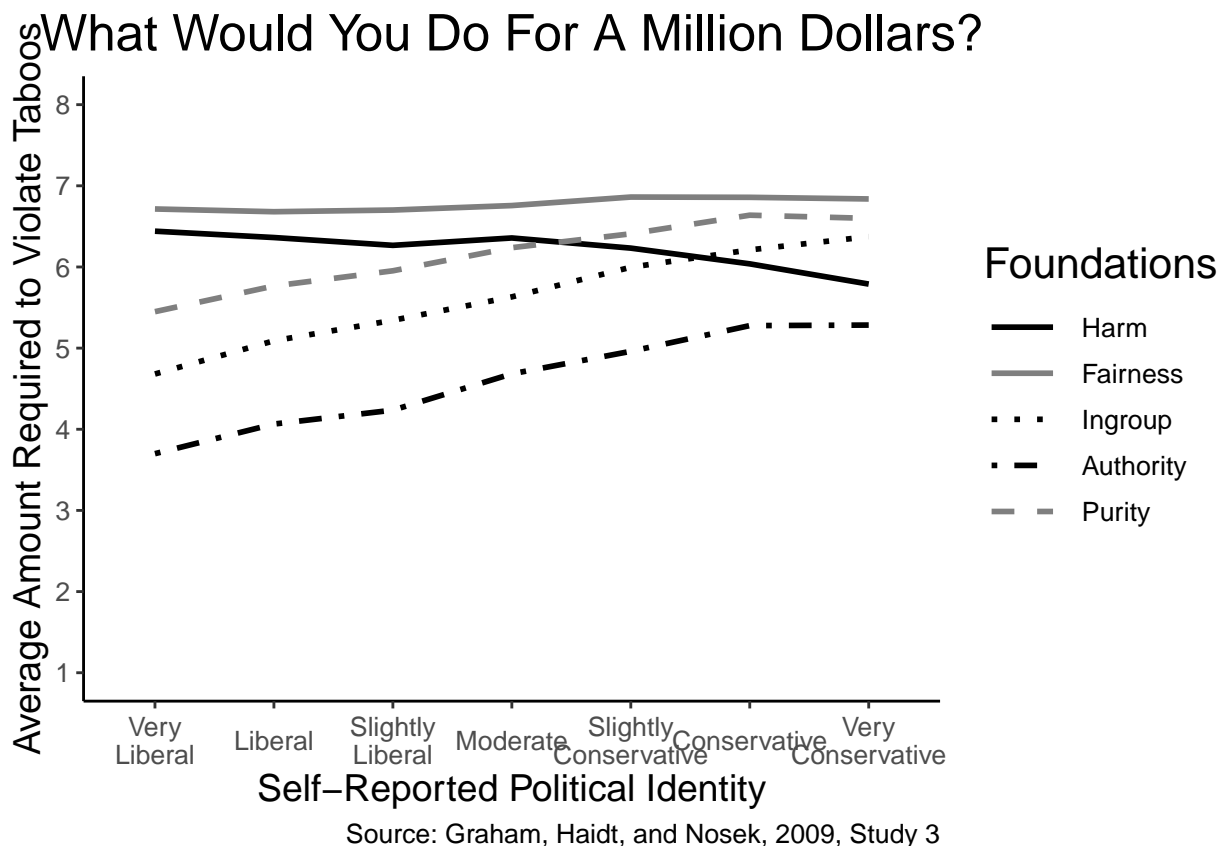 What Would You Do For A Million Dollars?
Average Amount Required to Violate Taboos
8
7
6
5
4
3
2
1
Very
Liberal
Liberal
Slightly
Liberal
Moderate
Slightly
Conservative
Conservative
Very
Conservative
Self−Reported Political Identity
Source: Graham, Haidt, and Nosek, 2009, Study 3
Foundations
Harm
Fairness
Ingroup
Authority
Purity